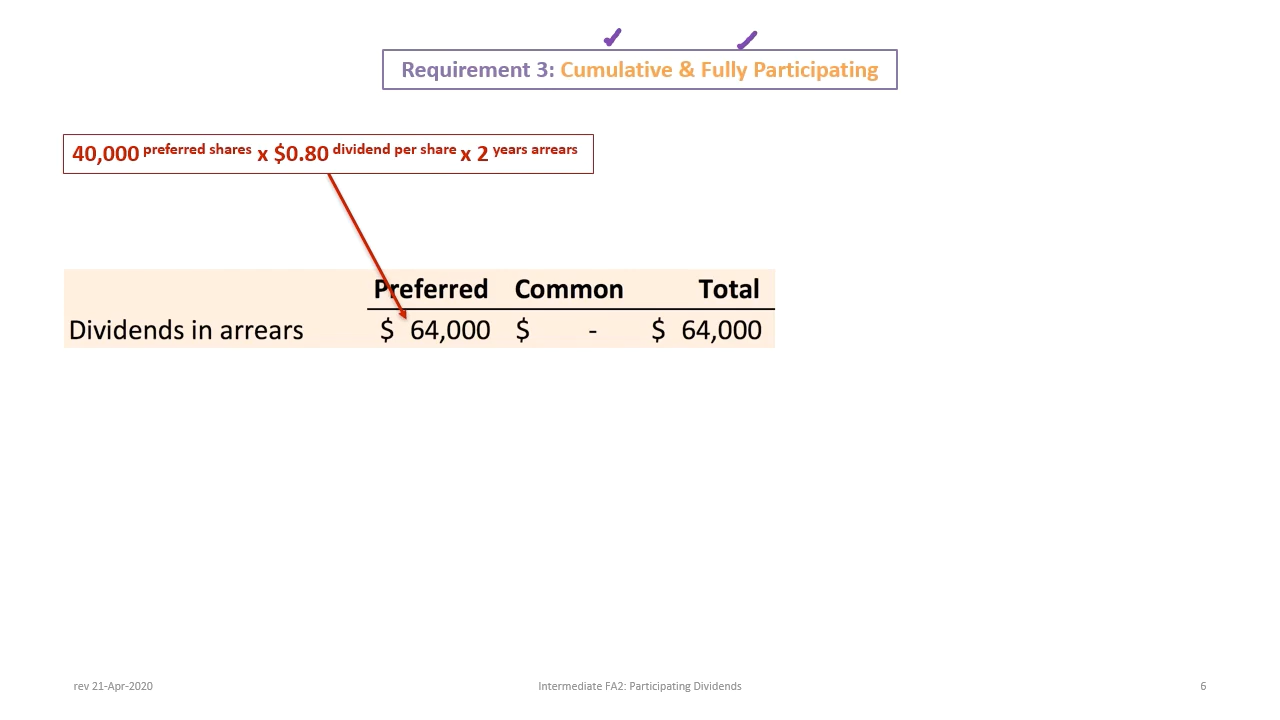 Requirement 3: Cumulative & Fully Participating
40,000 preferred shares x $0.80 dividend per share x 2 years arrears
Preferred Common Total
Dividends in arrears $ 64,000 $ - $ 64,000
rev 21-Apr-2020 Intermediate FA2: Participating Dividends 6